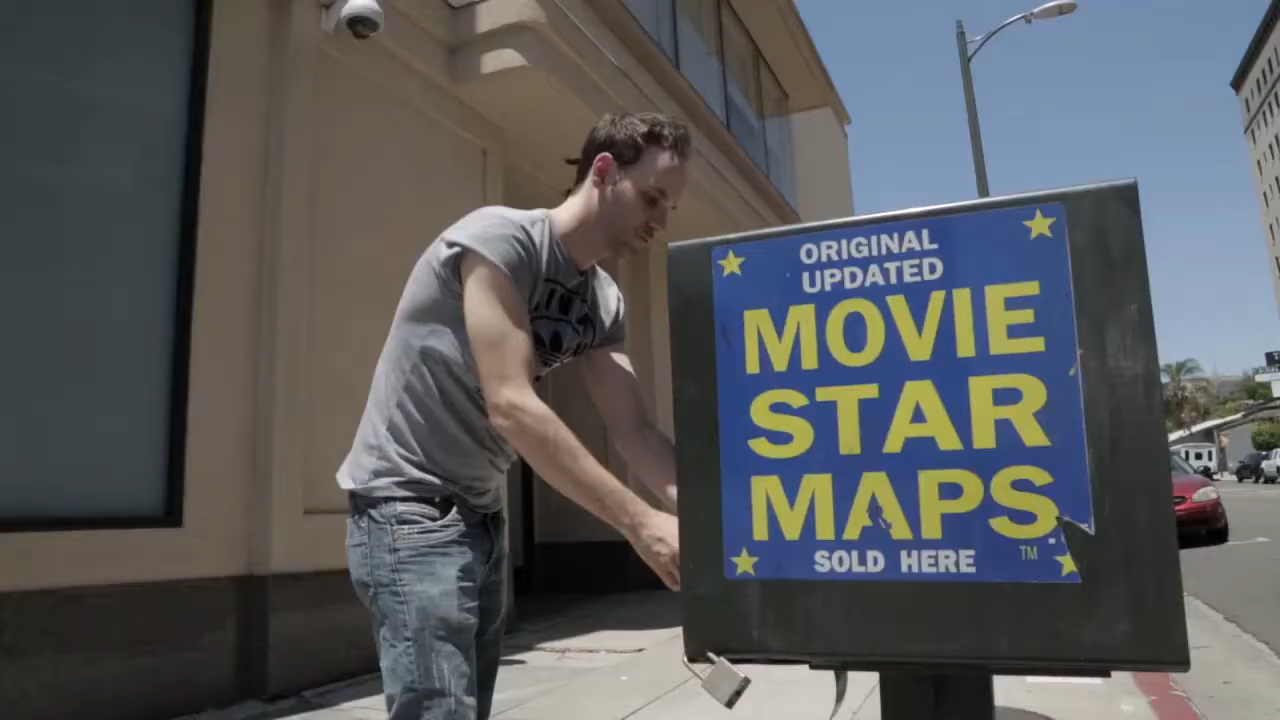 ORIGINAL
UPDATED
MOVIE
STAR
MAPS
SOLD HERE
TM